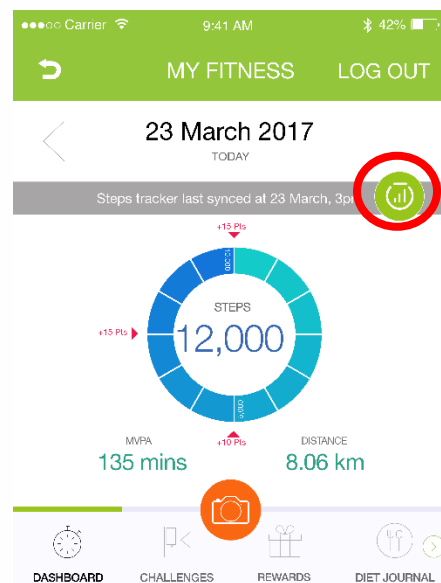 Carrier 9:41 AM 42%
MY FITNESS LOG OUT
23 March 2017
TODAY
Steps tracker last synced at 23 March, 3p
+15 Pts
10,000
STEPS
12,000
+15 Pts
+10 Pts
MVPA DISTANCE
135 mins 8.06 km
DASHBOARD CHALLENGES REWARDS DIET JOURNAL